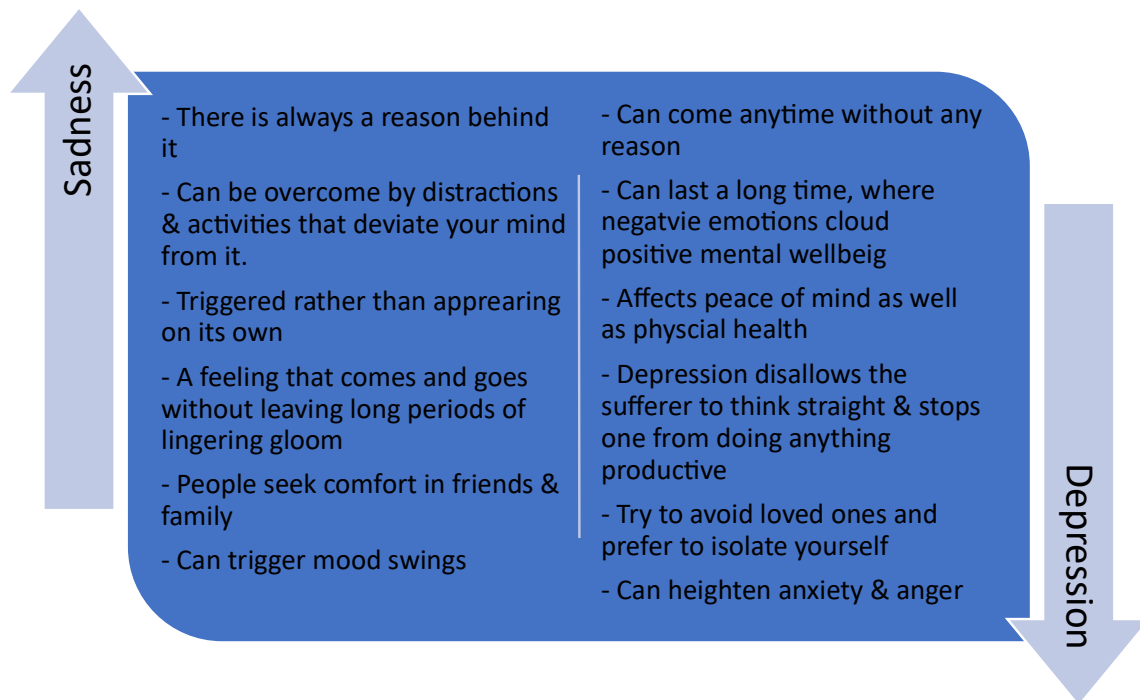 Sadness
- There is always a reason behind
it
- Can be overcome by distractions
& activities that deviate your mind
from it.
- Triggered rather than apprearing
on its own
- A feeling that comes and goes
without leaving long periods of
lingering gloom
- People seek comfort in friends &
family
- Can trigger mood swings
- Can come anytime without any
reason
- Can last a long time, where
negatvie emotions cloud
positive mental wellbeig
- Affects peace of mind as well
as physcial health
- Depression disallows the
sufferer to think straight & stops
one from doing anything
productive
- Try to avoid loved ones and
prefer to isolate yourself
- Can heighten anxiety & anger
Depression